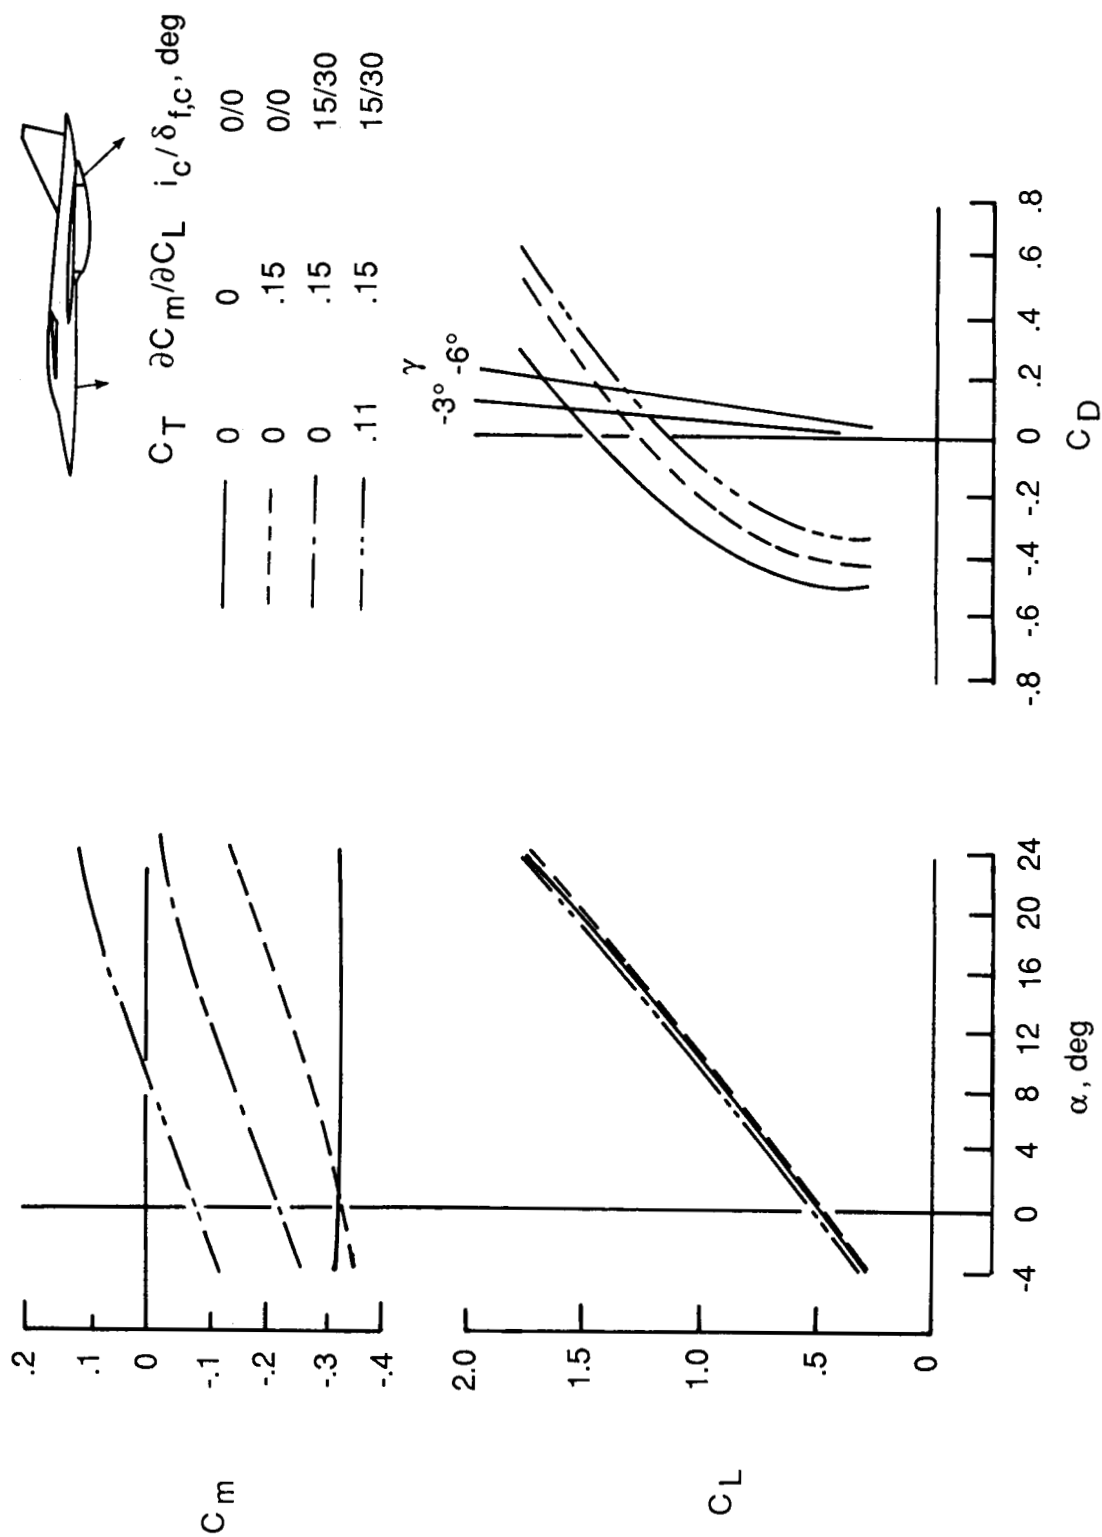 C_T ∂C_m/∂C_L i_c/δ_f,c, deg
0 0 0/0
0 .15 0/0
0 .15 15/30
.11 .15 15/30
C_m
.2
.1
0
-.1
-.2
-.3
-.4
C_L
2.0
1.5
1.0
.5
0
-4 0 4 8 12 16 20 24
α, deg
γ
-3° -6°
-.8 -.6 -.4 -.2 0 .2 .4 .6 .8
C_D